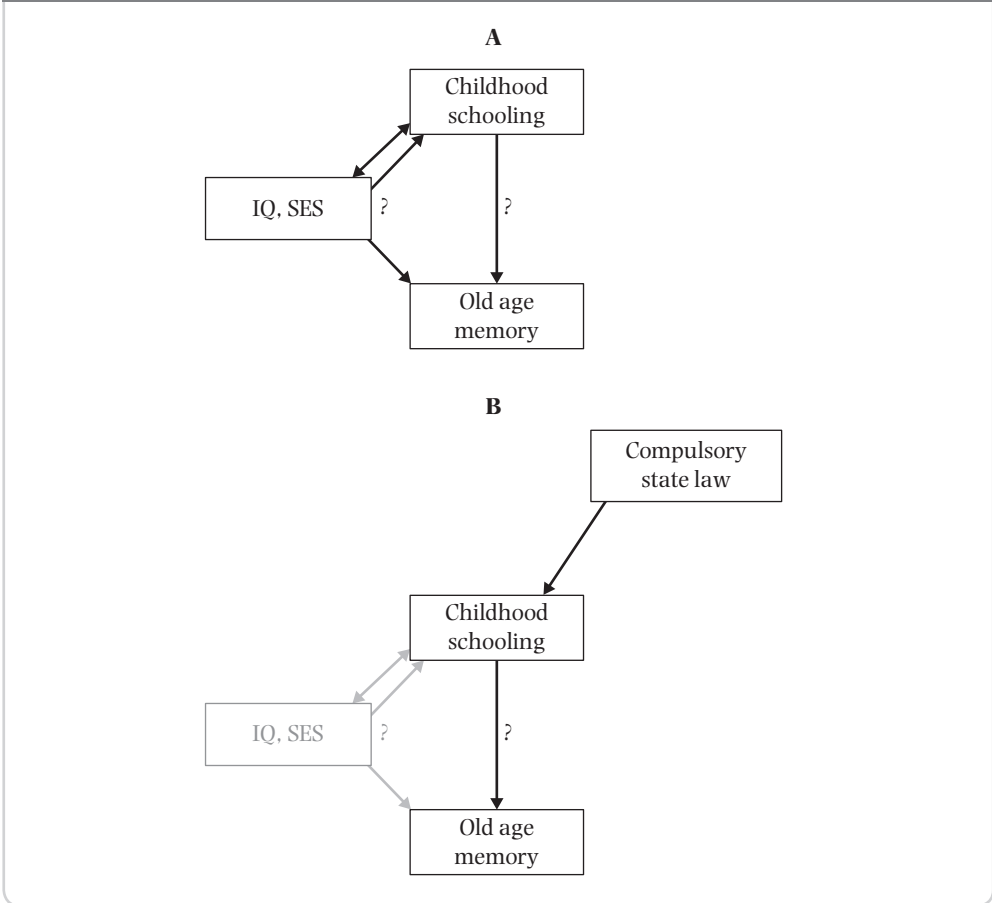 A
Childhood
schooling
IQ, SES
?
?
Old age
memory
B
Compulsory
state law
Childhood
schooling
IQ, SES
?
?
Old age
memory